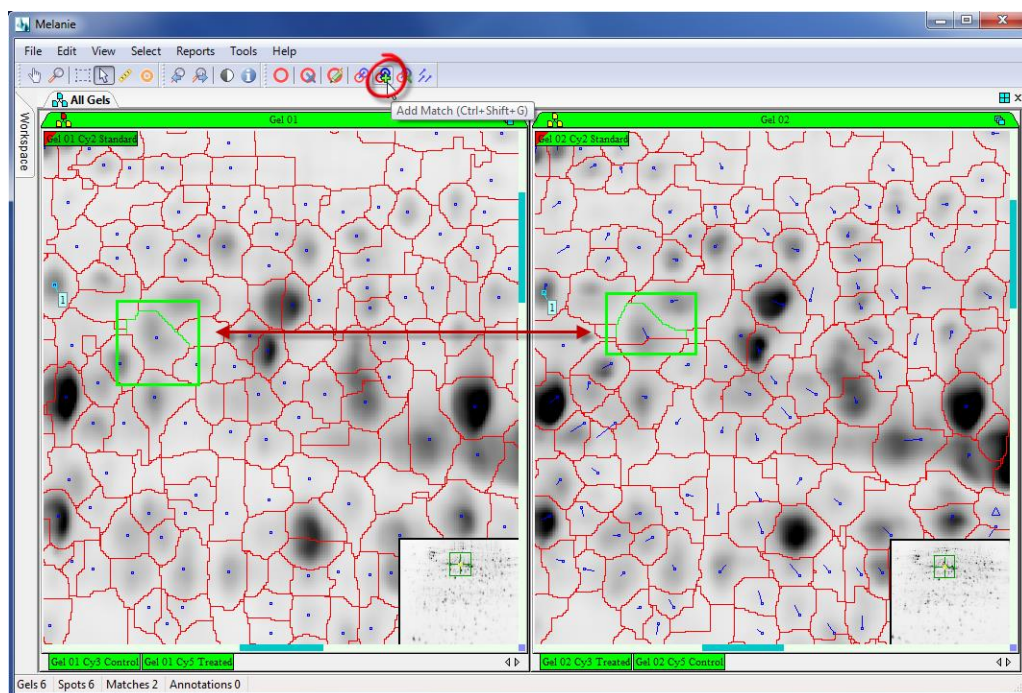 Melanie
File Edit View Select Reports Tools Help
All Gels
Add Match (Ctrl+Shift+G)
Workspace
Gel 01
Gel 02
Gel 01 Cy2 Standard
Gel 02 Cy2 Standard
1
1
Gel 01 Cy3 Control Gel 01 Cy5 Treated
Gel 02 Cy3 Treated Gel 02 Cy5 Control
Gels 6 Spots 6 Matches 2 Annotations 0